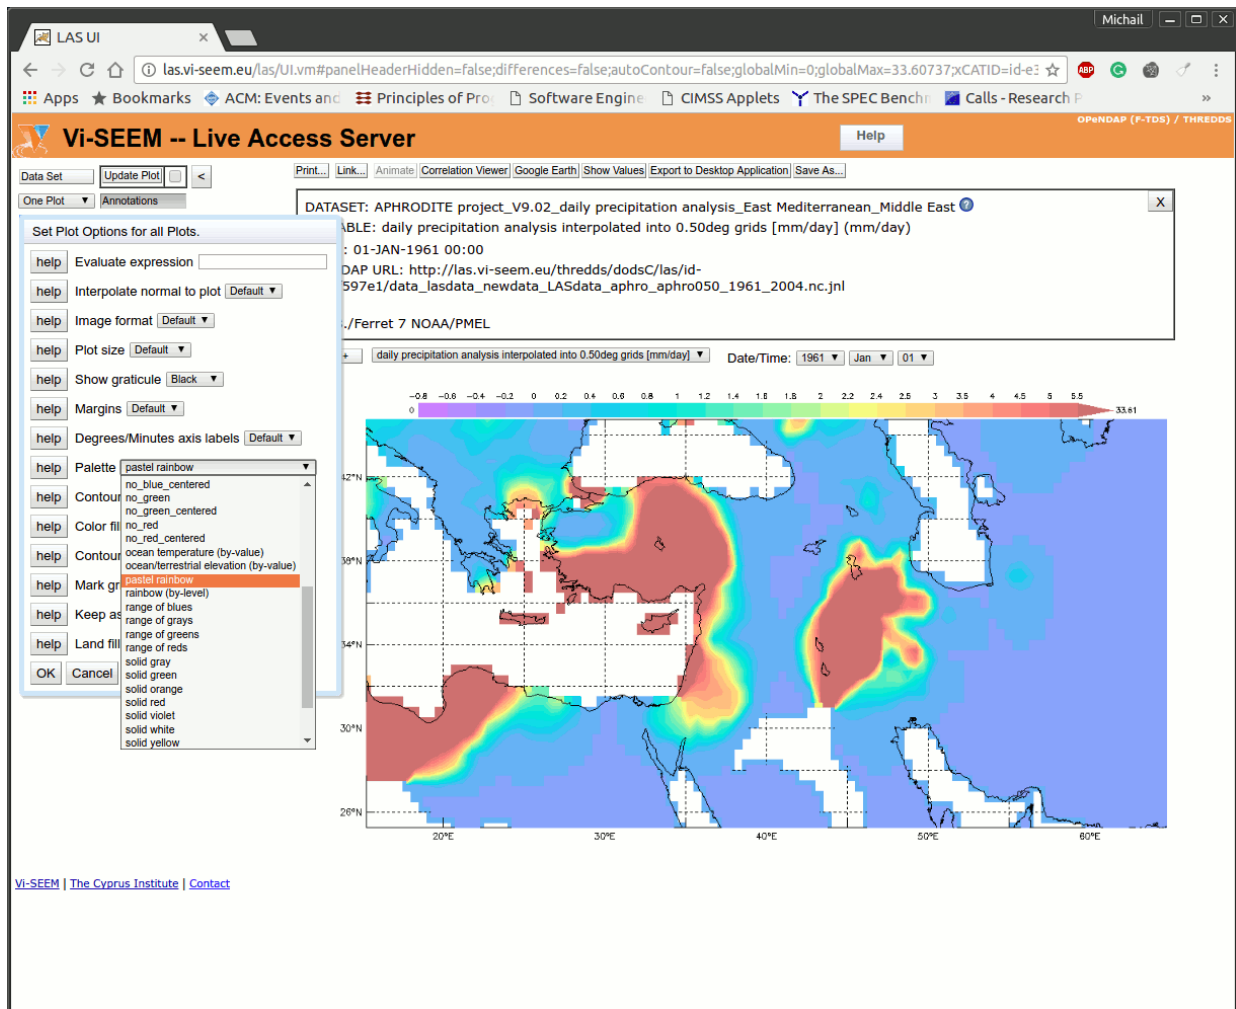 Michail
LAS UI
las.vi-seem.eu/las/UI.vm#panelHeaderHidden=false;differences=false;autoContour=false;globalMin=0;globalMax=33.60737;xCATID=id-e3
Apps Bookmarks ACM: Events and Principles of Pro Software Engine CIMSS Applets The SPEC Bench Calls - Research P »
OPeNDAP (F-TDS) / THREDDS
Vi-SEEM -- Live Access Server
Help
Data Set Update Plot <
Print... Link... Animate Correlation Viewer Google Earth Show Values Export to Desktop Application Save As...
One Plot Annotations
DATASET: APHRODITE project_V9.02_daily precipitation analysis_East Mediterranean_Middle East X
ABLE: daily precipitation analysis interpolated into 0.50deg grids [mm/day] (mm/day)
: 01-JAN-1961 00:00
DAP URL: http://las.vi-seem.eu/thredds/dodsC/las/id-
597e1/data_lasdata_newdata_LASdata_aphro_aphro050_1961_2004.nc.jnl
./Ferret 7 NOAA/PMEL
Set Plot Options for all Plots.
help Evaluate expression
help Interpolate normal to plot Default
help Image format Default
help Plot size Default
help Show graticule Black
help Margins Default
help Degrees/Minutes axis labels Default
help Palette pastel rainbow
help Contour
help Color fil
help Contour
help Mark gr
help Keep as
help Land fill
OK Cancel
no_blue_centered
no_green
no_green_centered
no_red
no_red_centered
ocean temperature (by-value)
ocean/terrestrial elevation (by-value)
pastel rainbow
rainbow (by-level)
range of blues
range of grays
range of greens
range of reds
solid gray
solid green
solid orange
solid red
solid violet
solid white
solid yellow
+ daily precipitation analysis interpolated into 0.50deg grids [mm/day] Date/Time: 1961 Jan 01
-0.8 -0.6 -0.4 -0.2 0 0.2 0.4 0.6 0.8 1 1.2 1.4 1.6 1.8 2 2.2 2.4 2.5 3 3.5 4 4.5 5 5.5
0 33.61
42°N
38°N
34°N
30°N
26°N
20°E 30°E 40°E 50°E 60°E
Vi-SEEM | The Cyprus Institute | Contact